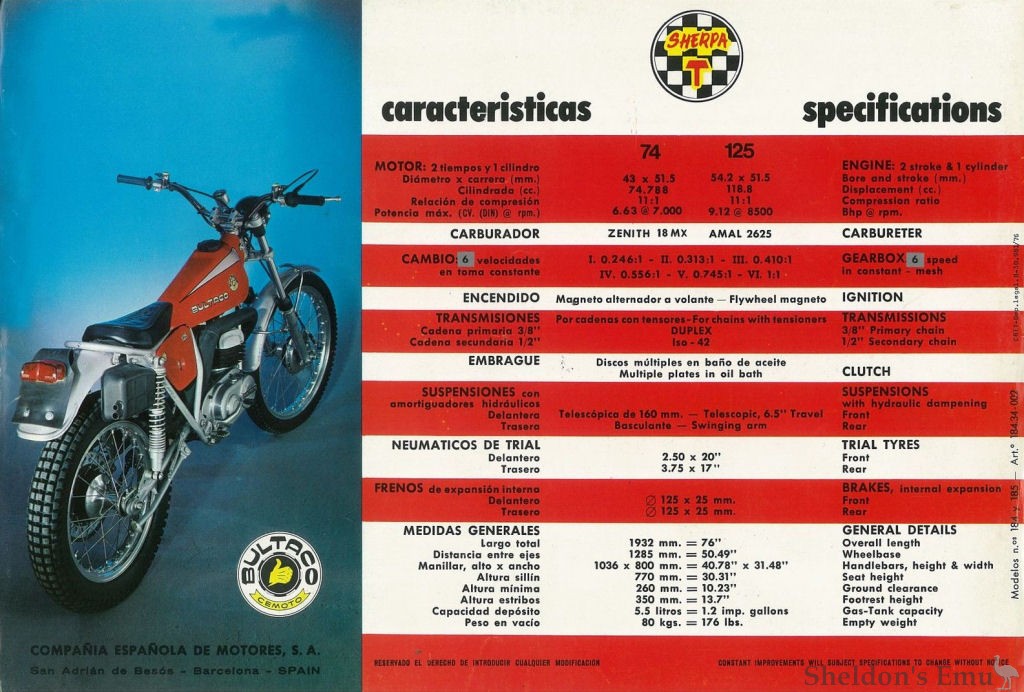 SHERPA
T
caracteristicas
specifications
74 125
MOTOR: 2 tiempos y 1 cilindro ENGINE: 2 stroke & 1 cylinder
Diámetro x carrera (mm.) 43 x 51.5 54.2 x 51.5 Bore and stroke (mm.)
Cilindrada (cc.) 74.788 118.8 Displacement (cc.)
Relación de compresión 11:1 11:1 Compression ratio
Potencia máx. (CV. (DIN) @ rpm.) 6.63 @ 7.000 9.12 @ 8500 Bhp @ rpm.
CARBURADOR ZENITH 18 MX AMAL 2625 CARBURETER
CAMBIO: 6 velocidades I. 0.246:1 - II. 0.313:1 - III. 0.410:1 GEARBOX 6 speed
en toma constante IV. 0.556:1 - V. 0.745:1 - VI. 1:1 in constant - mesh
ENCENDIDO Magneto alternador a volante — Flywheel magneto IGNITION
TRANSMISIONES Por cadenas con tensores-For chains with tensioners TRANSMISSIONS
Cadena primaria 3/8" DUPLEX 3/8" Primary chain
Cadena secundaria 1/2" Iso - 42 1/2" Secondary chain
EMBRAGUE Discos múltiples en baño de aceite
Multiple plates in oil bath CLUTCH
SUSPENSIONES con SUSPENSIONS
amortiguadores hidráulicos with hydraulic dampening
Delantera Telescópica de 160 mm. — Telescopic, 6.5" Travel Front
Trasera Basculante — Swinging arm Rear
NEUMATICOS DE TRIAL TRIAL TYRES
Delantero 2.50 x 20" Front
Trasero 3.75 x 17" Rear
FRENOS de expansión interna BRAKES, internal expansion
Delantero ∅ 125 x 25 mm. Front
Trasero ∅ 125 x 25 mm. Rear
MEDIDAS GENERALES GENERAL DETAILS
Largo total 1932 mm. = 76" Overall length
Distancia entre ejes 1285 mm. = 50.49" Wheelbase
Manillar, alto x ancho 1036 x 800 mm. = 40.78" x 31.48" Handlebars, height & width
Altura sillín 770 mm. = 30.31" Seat height
Altura mínima 260 mm. = 10.23" Ground clearance
Altura estribos 350 mm. = 13.7" Footrest height
Capacidad depósito 5.5 litros = 1.2 imp. gallons Gas-Tank capacity
Peso en vacío 80 kgs. = 176 lbs. Empty weight
RESERVADO EL DERECHO DE INTRODUCIR CUALQUIER MODIFICACIÓN
CONSTANT IMPROVEMENTS WILL SUBJECT SPECIFICATIONS TO CHANGE WITHOUT NOTICE
Modelos n.os 184 y 185 — Art.º 184.34-002
BULTACO
BULTACO
CEMOTO
COMPAÑIA ESPAÑOLA DE MOTORES, S. A.
San Adrián de Besós - Barcelona - SPAIN
Sheldon's Emu